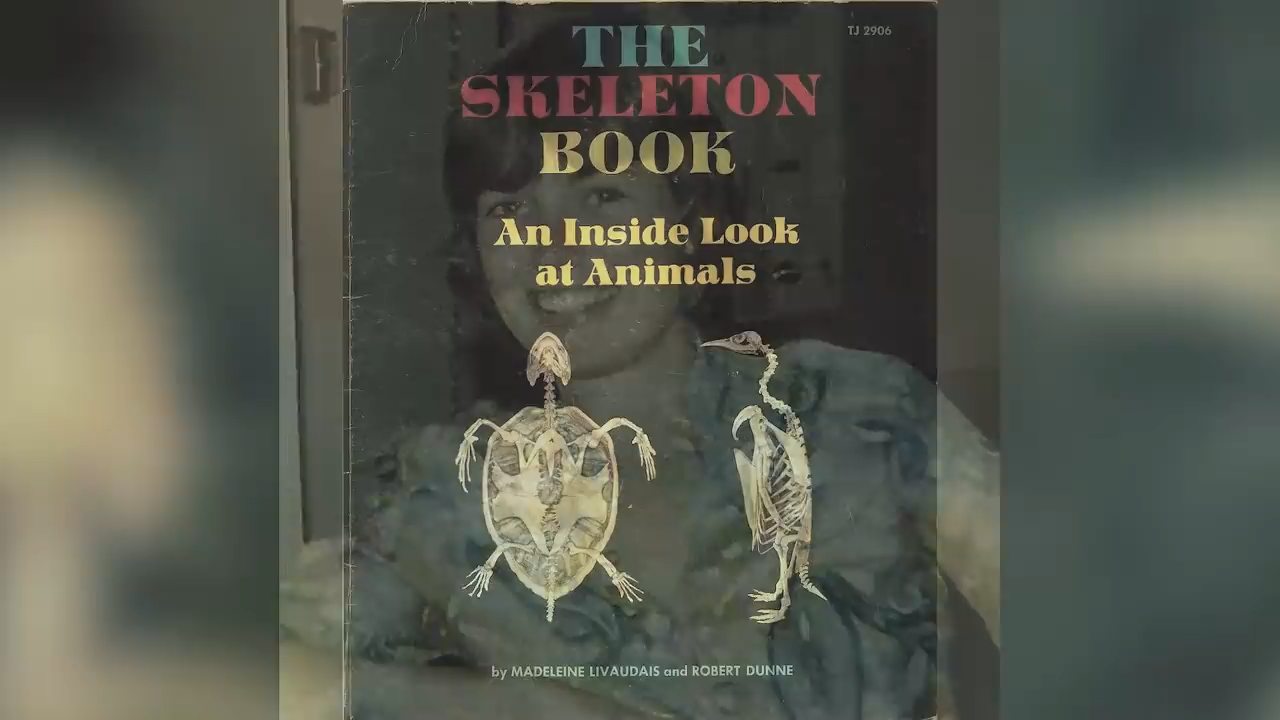 TJ 2906
THE
SKELETON
BOOK
An Inside Look
at Animals
by MADELEINE LIVAUDAIS and ROBERT DUNNE